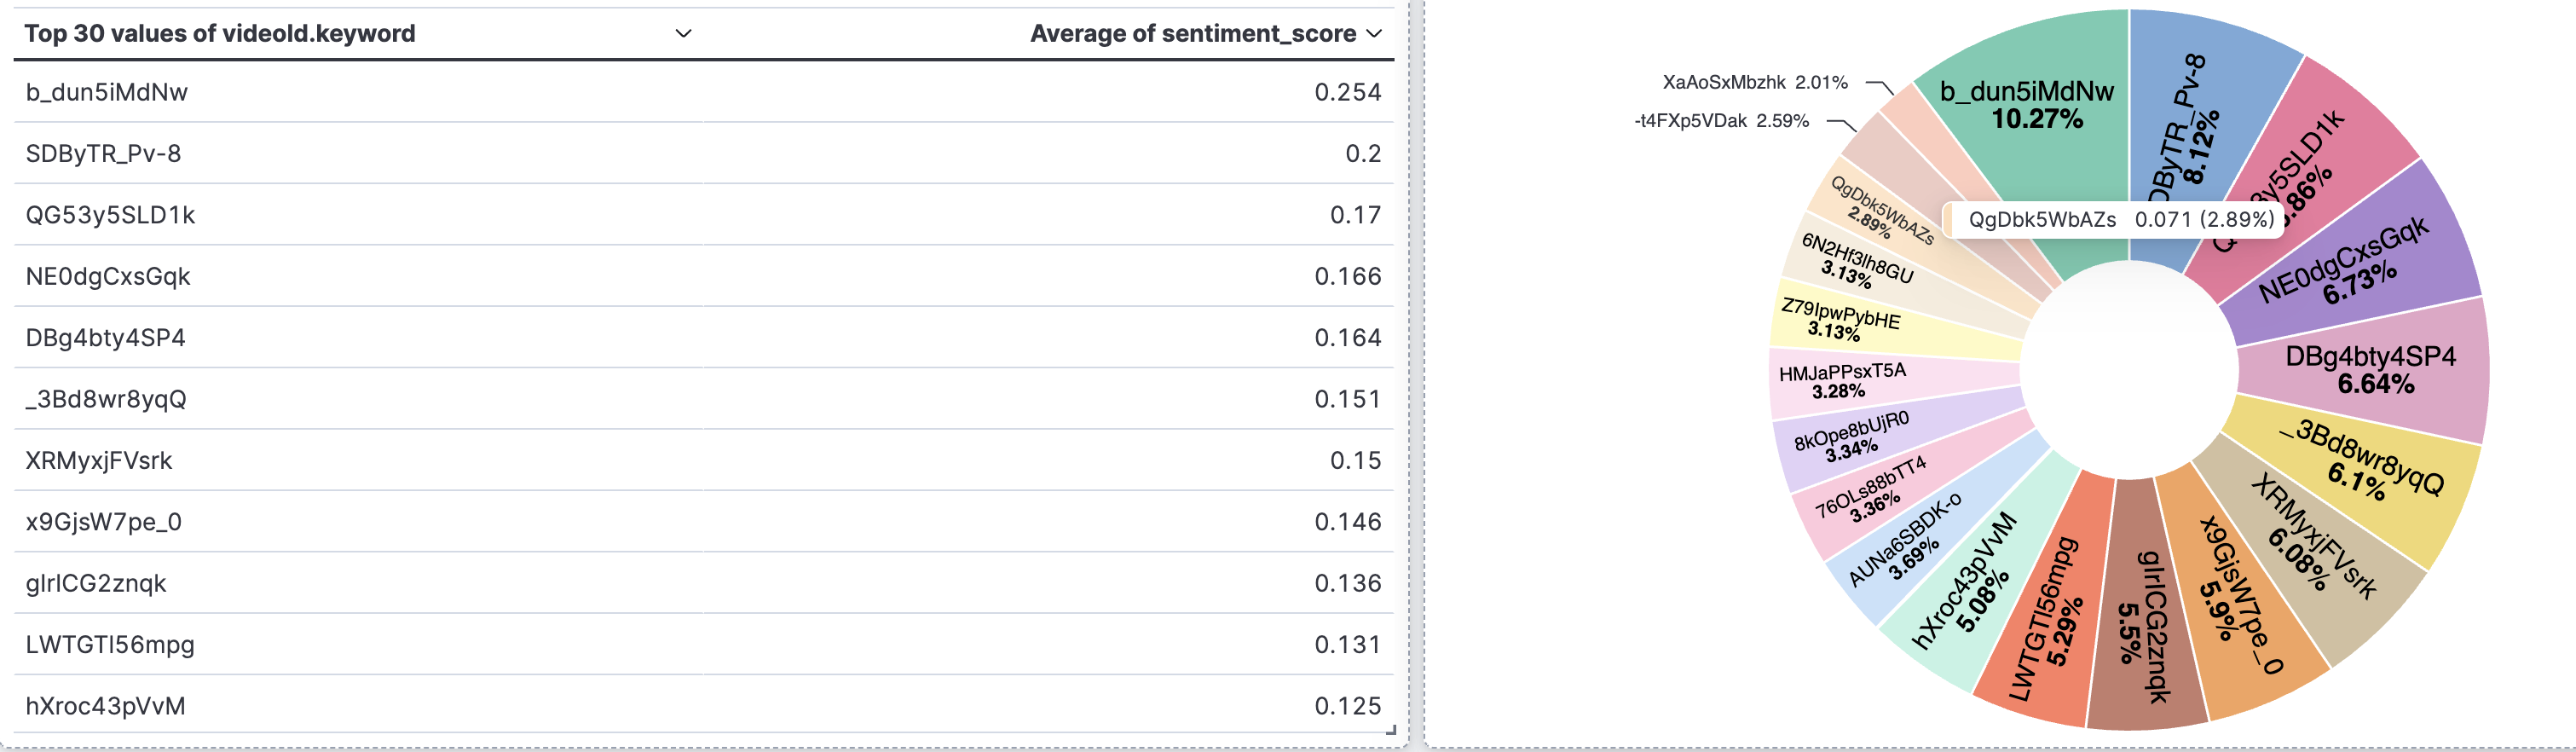 Top 30 values of videoId.keyword
Average of sentiment_score
b_dun5iMdNw
0.254
SDByTR_Pv-8
0.2
QG53y5SLD1k
0.17
NE0dgCxsGqk
0.166
DBg4bty4SP4
0.164
_3Bd8wr8yqQ
0.151
XRMyxjFVsrk
0.15
x9GjsW7pe_0
0.146
glrlCG2znqk
0.136
LWTGTl56mpg
0.131
hXroc43pVvM
0.125
XaAoSxMbzhk 2.01%
-t4FXp5VDak 2.59%
b_dun5iMdNw
10.27%
DByTR_Pv-8
8.12%
y5SLD1k
.86%
QgDbk5WbAZs 0.071 (2.89%)
NE0dgCxsGqk
6.73%
DBg4bty4SP4
6.64%
_3Bd8wr8yqQ
6.1%
XRMyxjFVsrk
6.08%
x9GjsW7pe_0
5.9%
glrlCG2znqk
5.5%
LWTGTl56mpg
5.29%
hXroc43pVvM
5.08%
AUNa6SBDK-o
3.69%
76OLs88bTT4
3.36%
8kOpe8bUjR0
3.34%
HMJaPPsxT5A
3.28%
Z79IpwPybHE
3.13%
6N2Hf3lh8GU
3.13%
QgDbk5WbAZs
2.89%